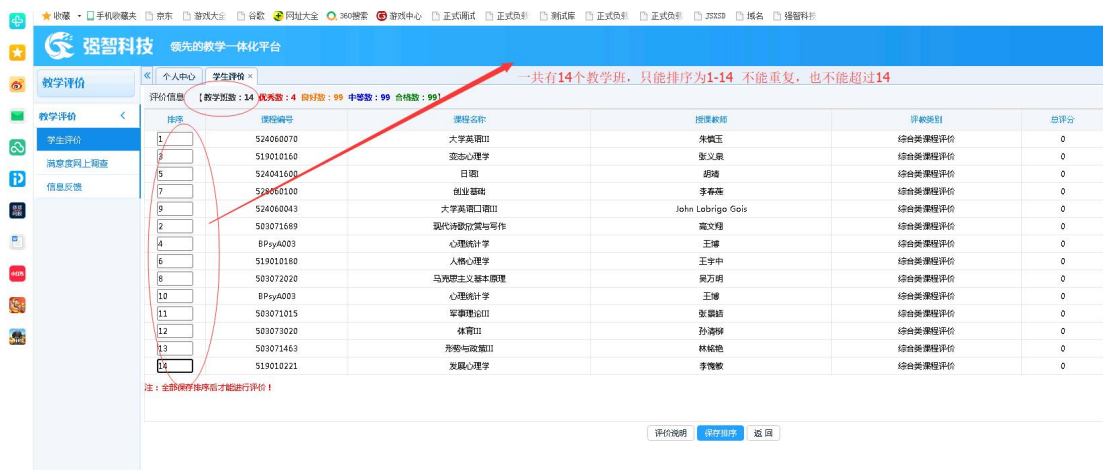 收藏 手机收藏夹 京东 游戏大全 谷歌 网址大全 360搜索 游戏中心 正式调试 正式负载 测试库 正式负载 正式负载 JSXSD 域名 强智科技
强智科技 领先的教学一体化平台
教学评价 个人中心 学生评价 × 一共有14个教学班，只能排序为1-14 不能重复，也不能超过14
评价信息 【教学班数：14 优秀数：4 良好数：99 中等数：99 合格数：99】
教学评价
学生评价
满意度网上调查
信息反馈
排序 课程编号 课程名称 授课教师 评教类别 总评分
1 524060070 大学英语III 朱慎玉 综合类课程评价 0
3 519010160 变态心理学 张义泉 综合类课程评价 0
5 524041600 日语I 胡靖 综合类课程评价 0
7 528060100 创业基础 李春莲 综合类课程评价 0
9 524060043 大学英语口语III John Labrigo Gois 综合类课程评价 0
2 503071689 现代诗歌欣赏与写作 高文翔 综合类课程评价 0
4 BPsyA003 心理统计学 王博 综合类课程评价 0
6 519010180 人格心理学 王宇中 综合类课程评价 0
8 503072020 马克思主义基本原理 吴万明 综合类课程评价 0
10 BPsyA003 心理统计学 王博 综合类课程评价 0
11 503071015 军事理论III 张景皓 综合类课程评价 0
12 503073020 体育III 孙清柳 综合类课程评价 0
13 503071463 形势与政策III 林榕艳 综合类课程评价 0
14 519010221 发展心理学 李愧敏 综合类课程评价 0
注：全部保存排序后才能进行评价！
评价说明 保存排序 返 回